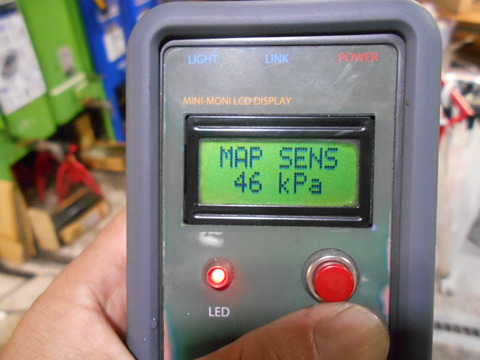 LIGHT LINK POWER
MINI-MONI LCD DISPLAY
MAP SENS
46 kPa
LED